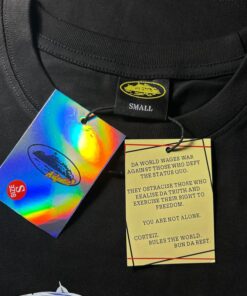 SMALL
DA WORLD WAGES WAR
AGAINST THOSE WHO DEFY
THE STATUS QUO.
THEY OSTRACISE THOSE WHO
REALISE DA TRUTH AND
EXERCISE THEIR RIGHT TO
FREEDOM.
YOU ARE NOT ALONE.
CORTEIZ.
RULES THE WORLD.
BUN DA REST.